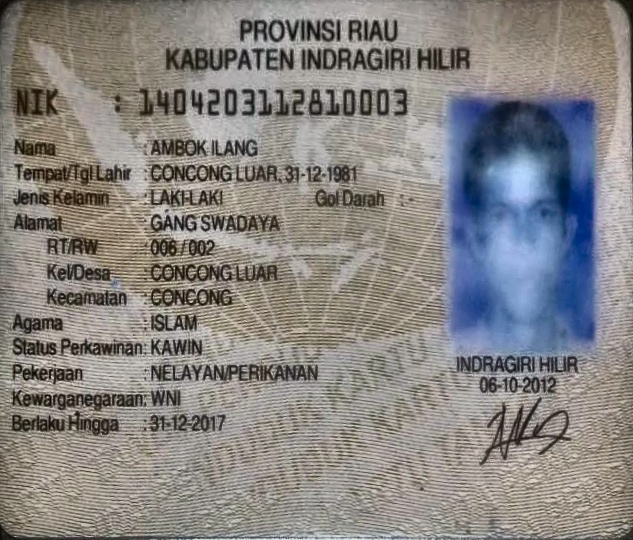 PROVINSI RIAU
KABUPATEN INDRAGIRI HILIR
NIK : 1404203112810003
Nama : AMBOK ILANG
Tempat/Tgl Lahir : CONCONG LUAR, 31-12-1981
Jenis Kelamin : LAKI-LAKI Gol Darah : -
Alamat : GANG SWADAYA
RT/RW : 006 / 002
Kel/Desa : CONCONG LUAR
Kecamatan : CONCONG
Agama : ISLAM
Status Perkawinan: KAWIN
Pekerjaan : NELAYAN/PERIKANAN
Kewarganegaraan: WNI
Berlaku Hingga : 31-12-2017
INDRAGIRI HILIR
06-10-2012